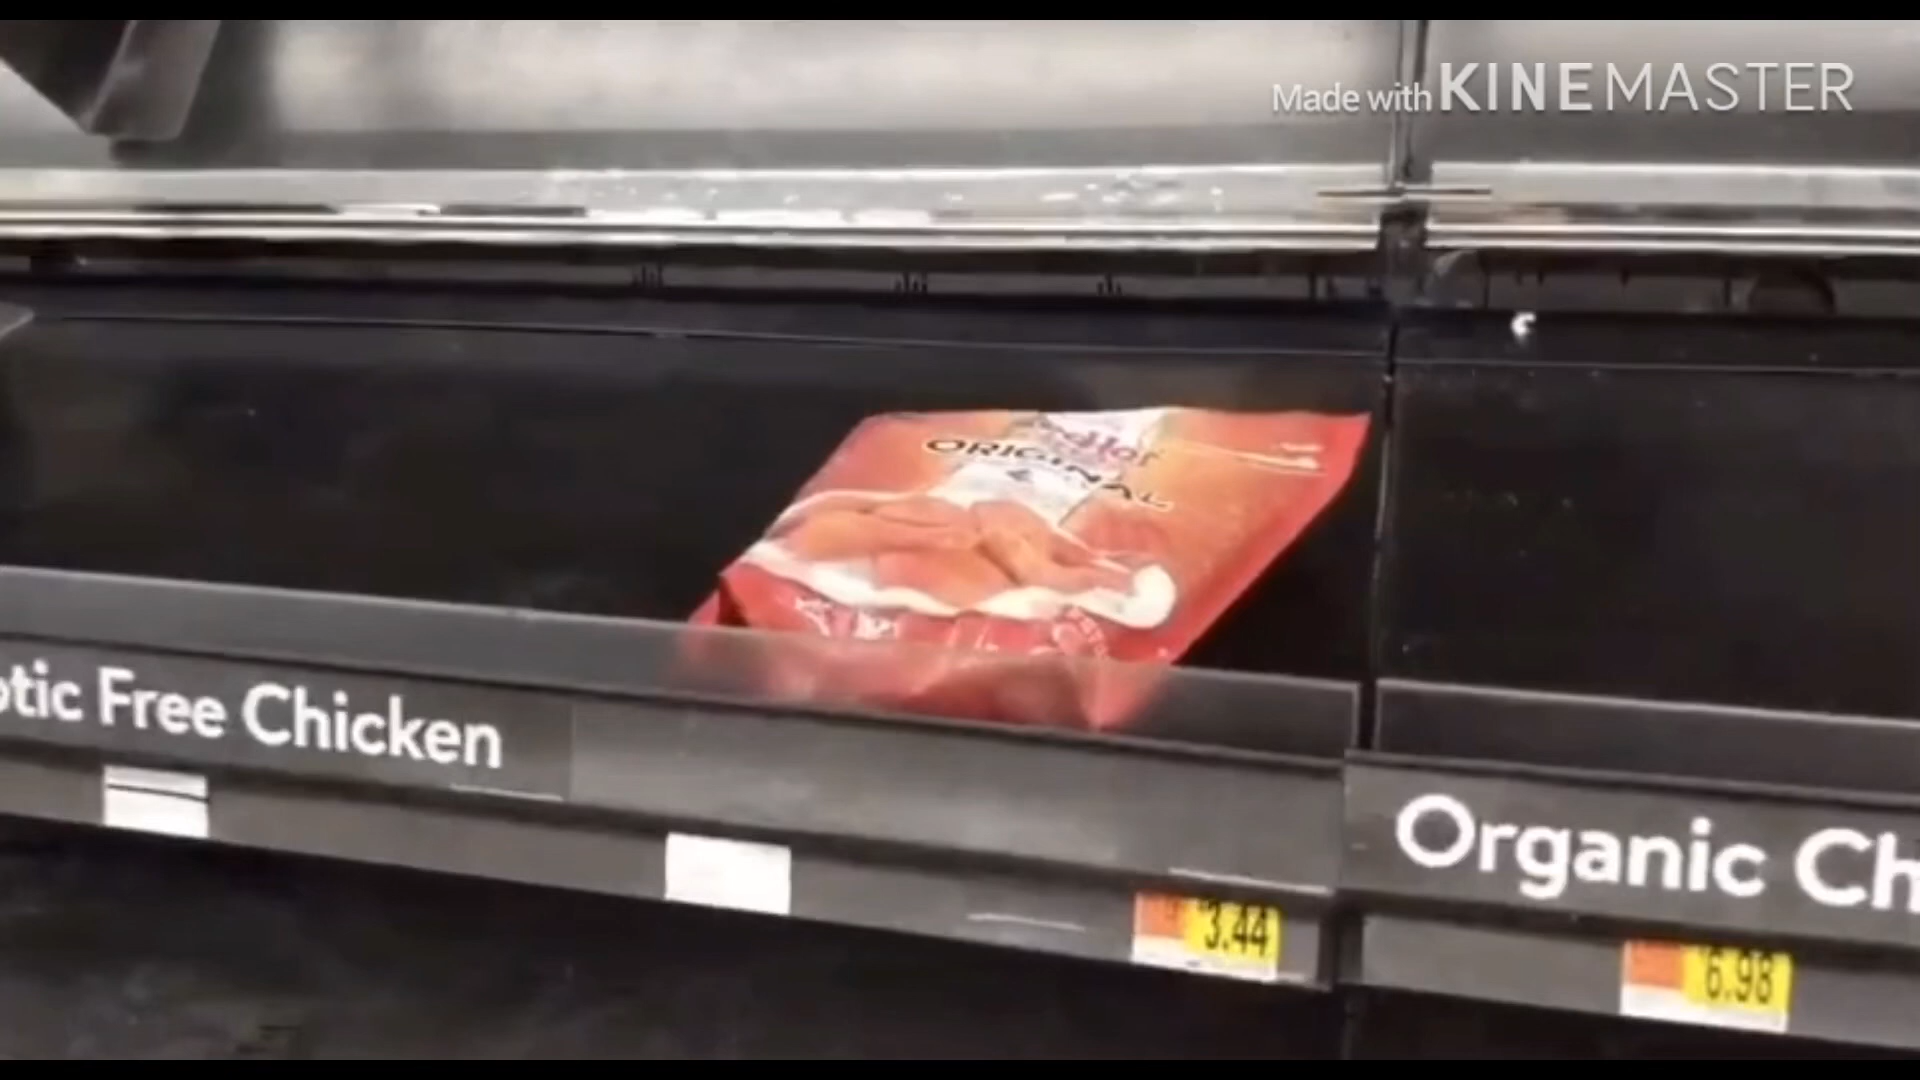 Made with KINEMASTER
ORIGINAL
otic Free Chicken
Organic Ch
3.44
6.98